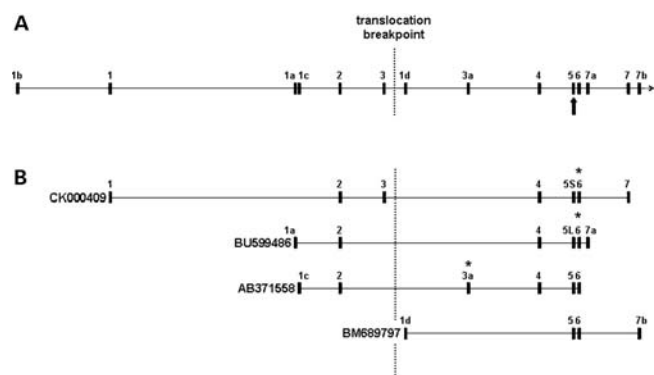 A
translocation
breakpoint
1b 1 1a 1c 2 3 1d 3a 4 5 6 7a 7 7b
B
*
1 2 3 4 5S 6 7
CK000409
*
1a 2 4 5L 6 7a
BU599486
*
1c 2 3a 4 5 6
AB371558
1d 5 6 7b
BM689797